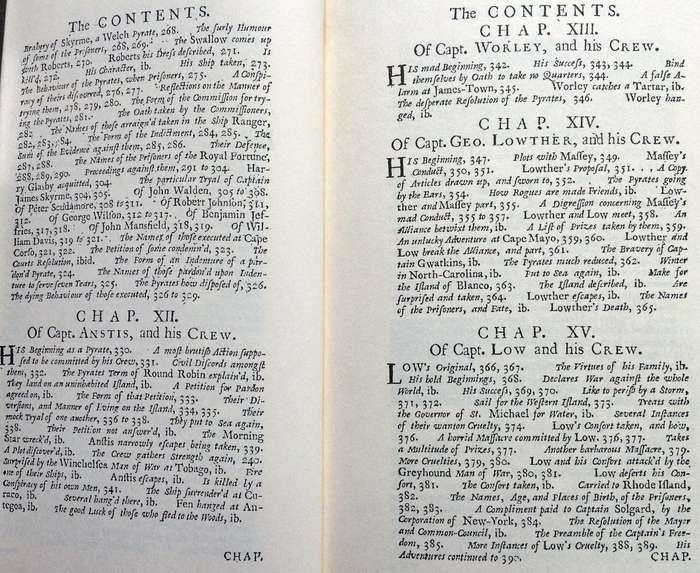 The CONTENTS.
Bravery of Skyrme, a Welch Pyrate, 268. The surly Humour
of some of the Prisoners, 268, 269. The Swallow comes up
with Roberts, 270. Roberts his Dress described, 271. Is
kill'd, 272. His Character, ib. His Ship taken, 273.
The Behaviour of the Pyrates, when Prisoners, 275. A Conspi-
racy of theirs discovered, 276, 277. Reflections on the Manner of
trying them, 278, 279, 280. The Form of the Commission for try-
ing the Pyrates, 281. The Oath taken by the Commissioners,
282. The Names of those arraign'd taken in the Ship Ranger,
282, 283, 84. The Form of the Indictment, 284, 285. The
Sum of the Evidence against them, 285, 286. Their Defence,
287, 288. The Names of the Prisoners of the Royal Fortune,
288, 289, 290. Proceedings against them, 291 to 304. Har-
ry Glasby acquitted, 304. The particular Tryal of Captain
James Skyrme, 304, 305. Of John Walden, 305 to 308.
Of Peter Scudamore, 308 to 311. Of Robert Johnson, 311,
312. Of George Wilson, 312 to 317. Of Benjamin Jef-
fries, 317, 318. Of John Mansfield, 318, 319. Of Wil-
liam Davis, 319 to 321. The Names of those executed at Cape
Corso, 321, 322. The Petition of some condemn'd, 323. The
Courts Resolution, ibid. The Form of an Indenture of a par-
don'd Pyrate, 324. The Names of those pardon'd upon Inden-
ture to serve seven Tears, 325. The Pyrates how disposed of, 326.
The dying Behaviour of those executed, 326 to 329.
CHAP. XII.
Of Capt. ANSTIS, and his CREW.
HIS Beginning as a Pyrate, 330. A most brutish Action suppo-
sed to be committed by his Crew, 331. Civil Discords amongst
them, 332. The Pyrates Term of Round Robin explain'd, ib.
They land on an uninhabited Island, ib. A Petition for Pardon
agreed on, ib. The Form of that Petition, 333. Their Di-
versions, and Manner of living on the Island, 334, 335. Their
mock Tryal of one another, 336 to 338. They put to Sea again,
338. Their Petition not answer'd, ib. The Morning
Star wreck'd, ib. Anstis narrowly escapes being taken, 339.
A Plot discover'd, ib. The Crew gathers Strength again, 240.
Surprised by the Winchelsea Man of War at Tobago, ib. Fire
one of their Ships, ib. Anstis escapes, ib. Is killed by a
Conspiracy of his own Men, 341. The Ship surrender'd at Cu-
raco, ib. Several hang'd there, ib. Fen hanged at An-
tegoa, ib. The good Luck of those who fled to the Woods, ib.
CHAP.
The CONTENTS.
CHAP. XIII.
Of Capt. WORLEY, and his CREW.
HIS mad Beginning, 342. His Success, 343, 344. Bind
themselves by Oath to take no Quarters, 344. A false A-
larm at James-Town, 345. Worley catches a Tartar, ib.
The desperate Resolution of the Pyrates, 346. Worley han-
ged, ib.
CHAP. XIV.
Of Capt. GEO. LOWTHER, and his CREW.
HIS Beginning, 347. Plots with Massey, 349. Massey's
Conduct, 350, 351. Lowther's Proposal, 351. A Copy
of Articles drawn up, and sworn to, 352. The Pyrates going
by the Ears, 354. How Rogues are made Friends, ib. Low-
ther and Massey part, 355. A Digression concerning Massey's
mad Conduct, 355 to 357. Lowther and Low meet, 358. An
Alliance betwixt them, ib. A List of Prizes taken by them, 359.
An unlucky Adventure at Cape Mayo, 359, 360. Lowther and
Low break the Alliance, and part, 361. The Bravery of Cap-
tain Gwatkins, ib. The Pyrates much reduced, 362. Winter
in North-Carolina, ib. Put to Sea again, ib. Make for
the Island of Blanco, 363. The Island described, ib. Are
surprised and taken, 364. Lowther escapes, ib. The Names
of the Prisoners, and Fate, ib. Lowther's Death, 365.
CHAP. XV.
Of Capt. LOW and his CREW.
LOW'S Original, 366, 367. The Virtues of his Family, ib.
His bold Beginnings, 368. Declares War against the whole
World, ib. His Success, 369, 370. Like to perish by a Storm,
371, 372. Sail for the Western Island, 373. Treats with
the Governor of St. Michael for Water, ib. Several Instances
of their wanton Cruelty, 374. Low's Consort taken, and how,
376. A horrid Massacre committed by Low, 376, 377. Takes
a Multitude of Prizes, 377. Another barbarous Massacre, 379.
More Cruelties, 379, 380. Low and his Consort attack'd by the
Greyhound Man of War, 380, 381. Low deserts his Con-
sort, 381. The Consort taken, ib. Carried to Rhode Island,
382. The Names, Age, and Places of Birth, of the Prisoners,
382, 383. A Compliment paid to Captain Solgard, by the
Corporation of New-York, 384. The Resolution of the Mayor
and Common-Council, ib. The Preamble of the Captain's Free-
dom, 385. More Instances of Low's Cruelty, 388, 389. His
Adventures continued to 390. CHAP.